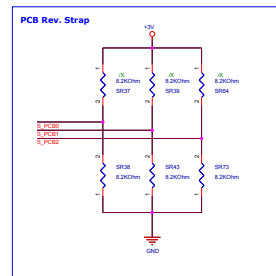 PCB Rev. Strap
+3V
1 1 1
/X /X /X
8.2KOhm 8.2KOhm 8.2KOhm
SR37 SR39 SR64
2 2 2
S_PCB0
S_PCB1
S_PCB2
2 2 2
SR38 SR43 SR73
8.2KOhm 8.2KOhm 8.2KOhm
1 1 1
GND